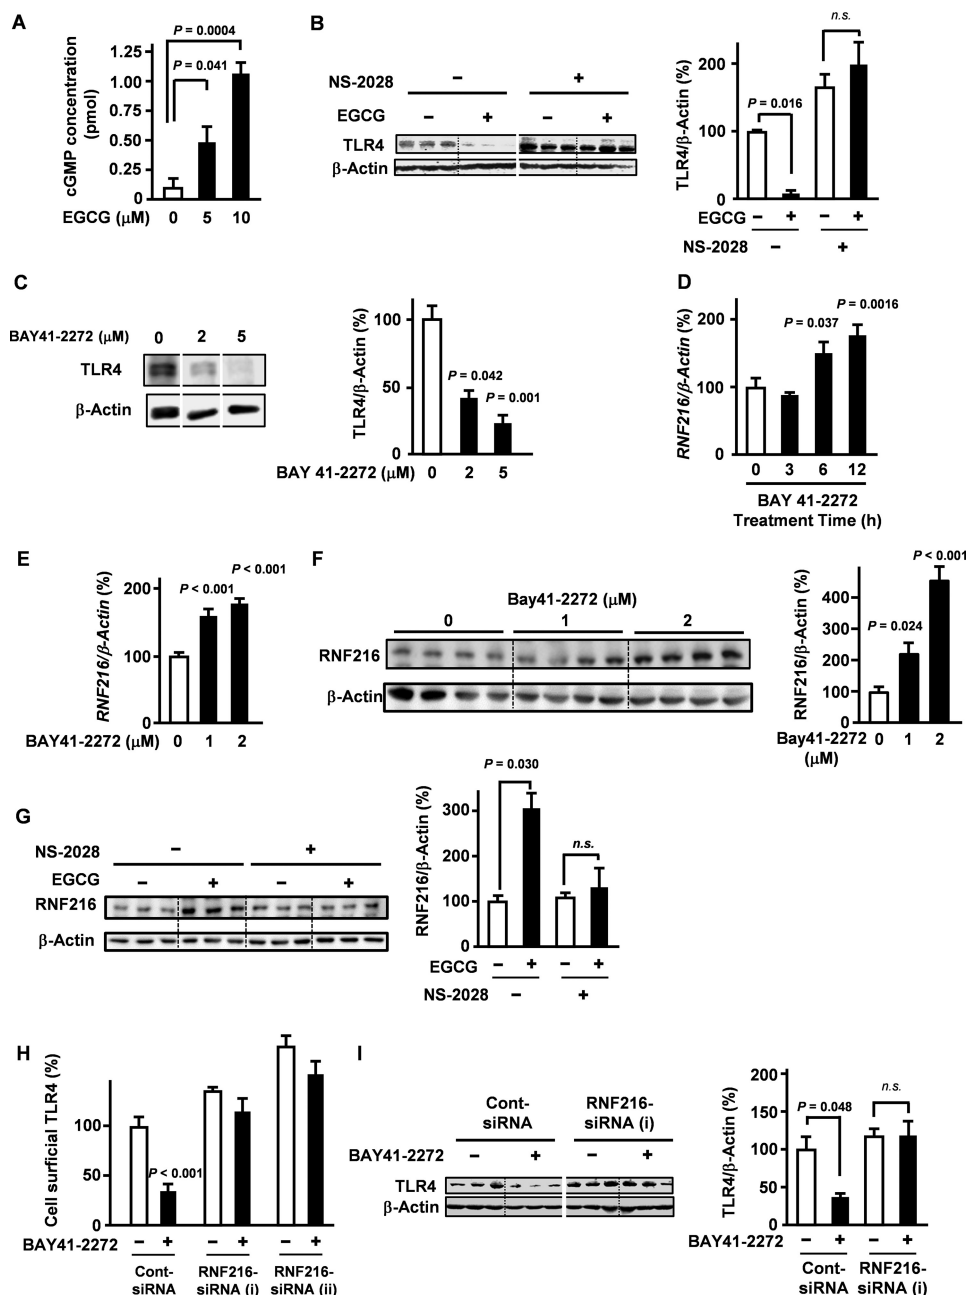 A
cGMP concentration
(pmol)
1.25
1.00
0.75
0.50
0.25
0
P = 0.0004
P = 0.041
EGCG (μM) 0 5 10
B
NS-2028 − +
EGCG − + − +
TLR4
β-Actin
TLR4/β-Actin (%)
200
100
0
P = 0.016
n.s.
EGCG − + − +
NS-2028 − +
C
BAY41-2272 (μM) 0 2 5
TLR4
β-Actin
TLR4/β-Actin (%)
100
50
0
P = 0.042
P = 0.001
BAY 41-2272 (μM) 0 2 5
D
RNF216/β-Actin (%)
200
100
0
P = 0.037
P = 0.0016
0 3 6 12
BAY 41-2272
Treatment Time (h)
E
RNF216/β-Actin (%)
200
100
0
P < 0.001
P < 0.001
BAY41-2272 (μM) 0 1 2
F
Bay41-2272 (μM)
0 1 2
RNF216
β-Actin
RNF216/β-Actin (%)
400
300
200
100
0
P = 0.024
P < 0.001
Bay41-2272 0 1 2
(μM)
G
NS-2028 − +
EGCG − + − +
RNF216
β-Actin
RNF216/β-Actin (%)
300
200
100
0
P = 0.030
n.s.
EGCG − + − +
NS-2028 − +
H
Cell surficial TLR4 (%)
100
50
0
P < 0.001
BAY41-2272 − + − + − +
Cont- RNF216- RNF216-
siRNA siRNA (i) siRNA (ii)
I
Cont- RNF216-
siRNA siRNA (i)
BAY41-2272 − + − +
TLR4
β-Actin
TLR4/β-Actin (%)
200
150
100
50
0
P = 0.048
n.s.
BAY41-2272 − + − +
Cont- RNF216-
siRNA siRNA (i)